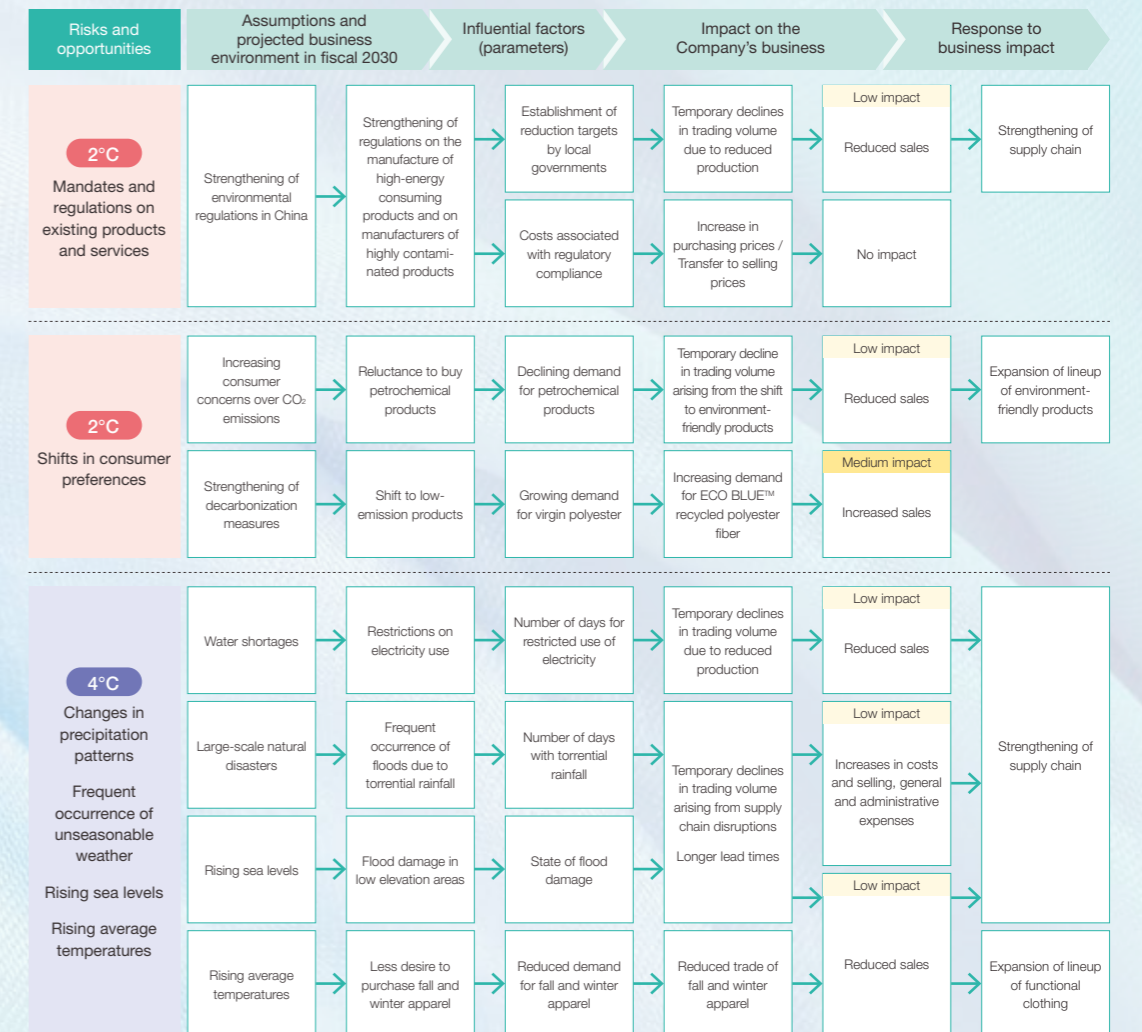 Risks and
opportunities
Assumptions and
projected business
environment in fiscal 2030
Influential factors
(parameters)
Impact on the
Company's business
Response to
business impact
2°C
Mandates and
regulations on
existing products
and services
Strengthening of
environmental
regulations in China
Strengthening of
regulations on the
manufacture of
high-energy
consuming
products and on
manufacturers of
highly contami-
nated products
Establishment of
reduction targets
by local
governments
Temporary declines
in trading volume
due to reduced
production
Low impact
Reduced sales
Strengthening of
supply chain
Costs associated
with regulatory
compliance
Increase in
purchasing prices /
Transfer to selling
prices
No impact
2°C
Shifts in consumer
preferences
Increasing
consumer
concerns over CO₂
emissions
Reluctance to buy
petrochemical
products
Declining demand
for petrochemical
products
Temporary decline
in trading volume
arising from the shift
to environment-
friendly products
Low impact
Reduced sales
Expansion of lineup
of environment-
friendly products
Strengthening of
decarbonization
measures
Shift to low-
emission products
Growing demand
for virgin polyester
Increasing demand
for ECO BLUE™
recycled polyester
fiber
Medium impact
Increased sales
4°C
Changes in
precipitation
patterns
Frequent
occurrence of
unseasonable
weather
Rising sea levels
Rising average
temperatures
Water shortages
Restrictions on
electricity use
Number of days for
restricted use of
electricity
Temporary declines
in trading volume
due to reduced
production
Low impact
Reduced sales
Strengthening of
supply chain
Large-scale natural
disasters
Frequent
occurrence of
floods due to
torrential rainfall
Number of days
with torrential
rainfall
Temporary declines
in trading volume
arising from supply
chain disruptions
Longer lead times
Low impact
Increases in costs
and selling, general
and administrative
expenses
Rising sea levels
Flood damage in
low elevation areas
State of flood
damage
Low impact
Reduced sales
Rising average
temperatures
Less desire to
purchase fall and
winter apparel
Reduced demand
for fall and winter
apparel
Reduced trade of
fall and winter
apparel
Expansion of lineup
of functional
clothing